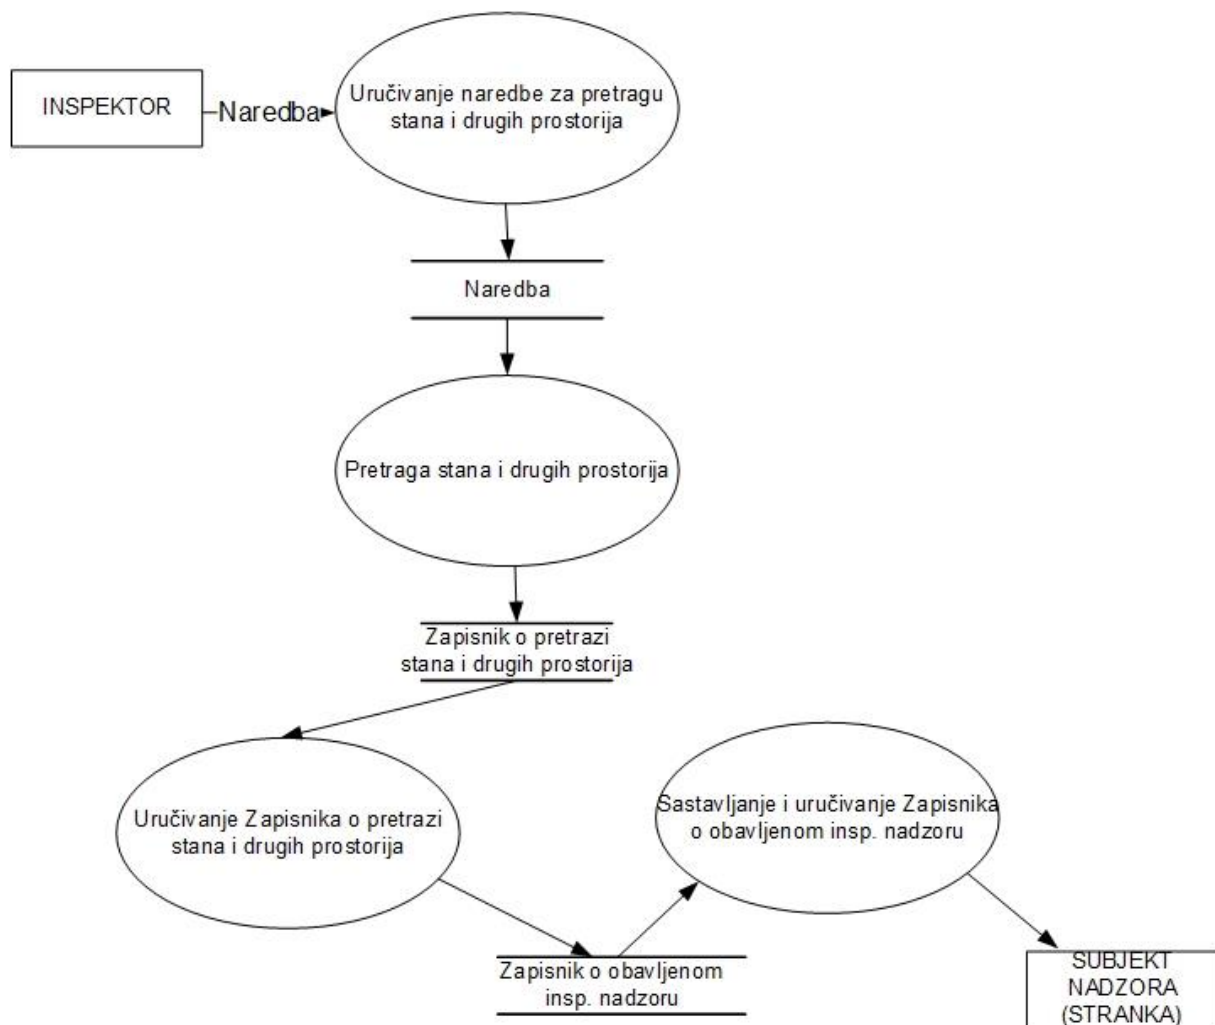 INSPEKTOR
Naredba
Uručivanje naredbe za pretragu
stana i drugih prostorija
Naredba
Pretraga stana i drugih prostorija
Zapisnik o pretrazi
stana i drugih prostorija
Uručivanje Zapisnika o pretrazi
stana i drugih prostorija
Sastavljanje i uručivanje Zapisnika
o obavljenom insp. nadzoru
Zapisnik o obavljenom
insp. nadzoru
SUBJEKT
NADZORA
(STRANKA)